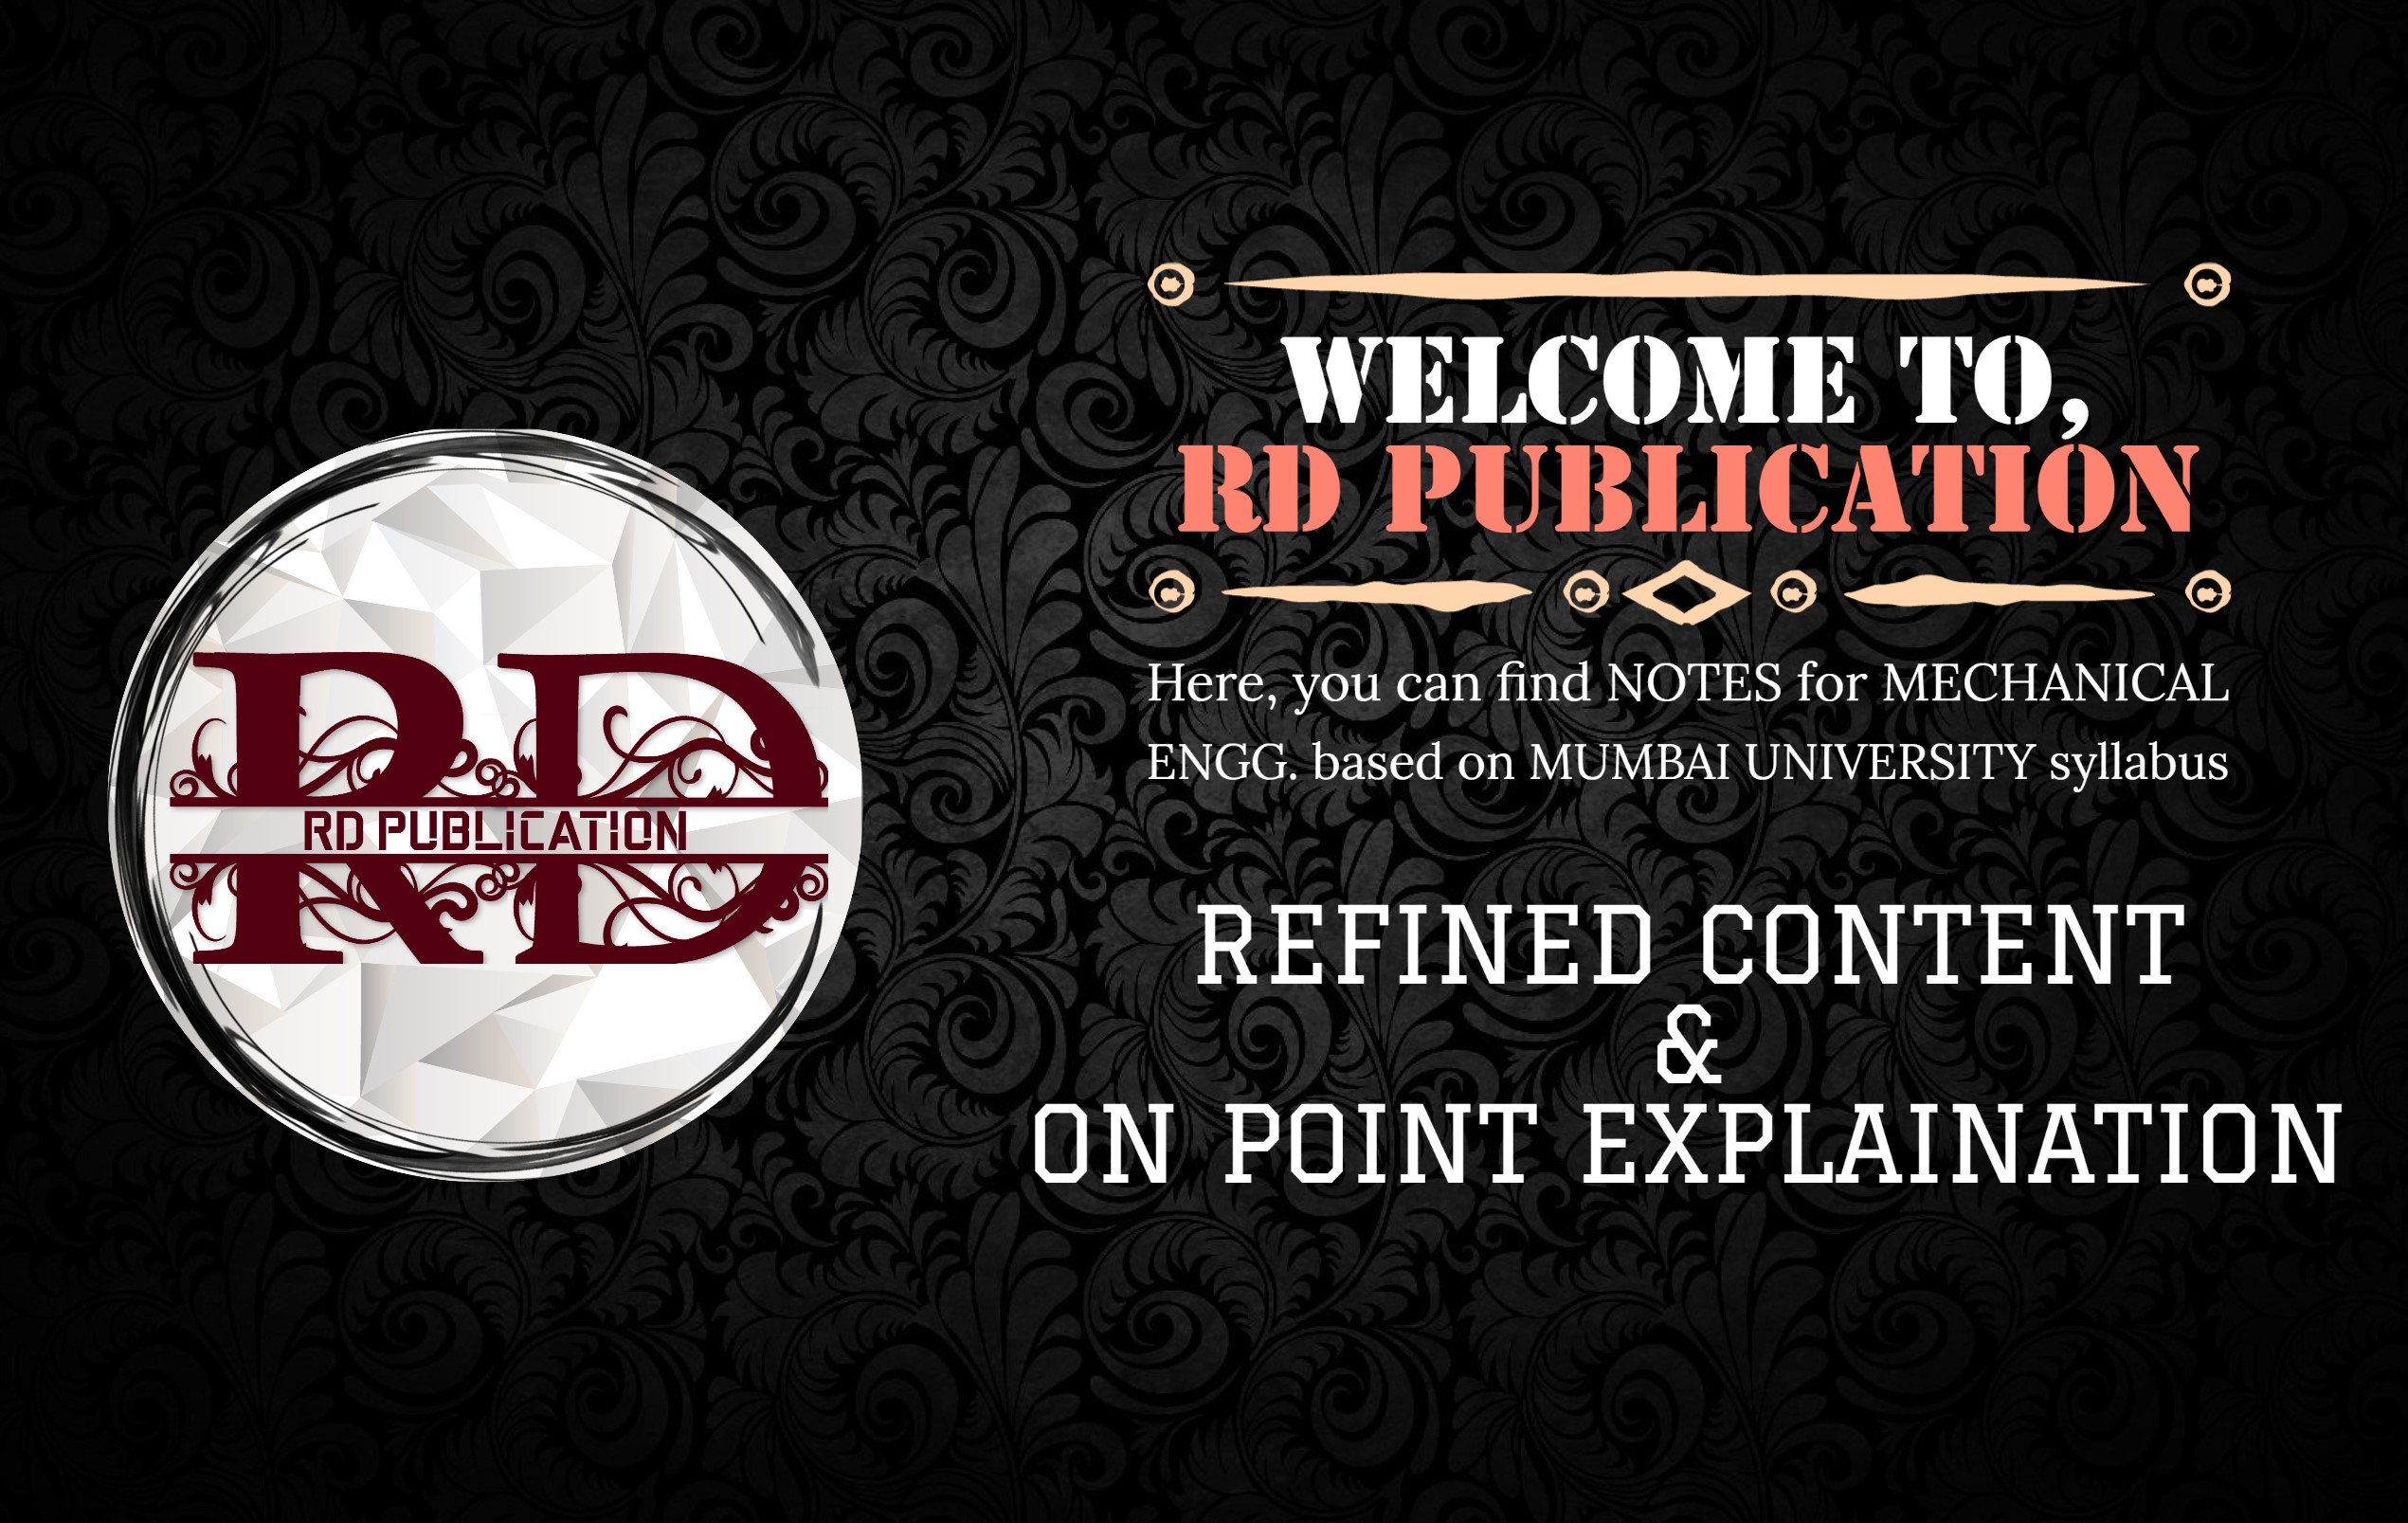 RD
RD PUBLICATION
WELCOME TO,
RD PUBLICATION
Here, you can find NOTES for MECHANICAL
ENGG. based on MUMBAI UNIVERSITY syllabus
REFINED CONTENT
&
ON POINT EXPLAINATION